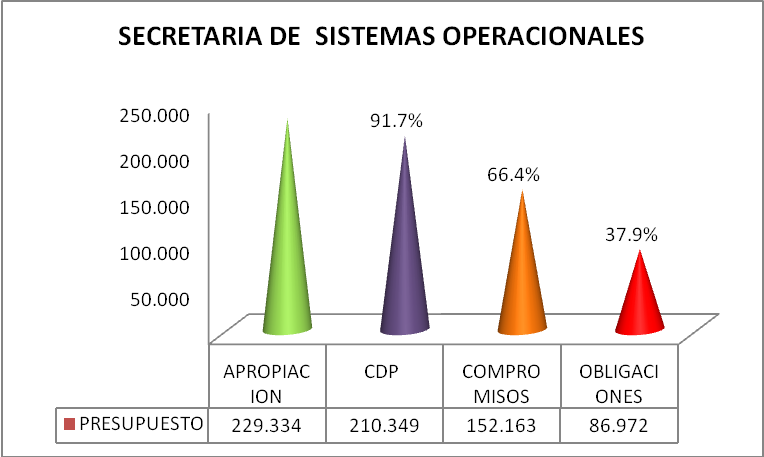 SECRETARIA DE  SISTEMAS OPERACIONALES
250.000
200.000
150.000
100.000
50.000
91.7%
66.4%
37.9%
APROPIAC
ION
CDP
COMPRO
MISOS
OBLIGACI
ONES
PRESUPUESTO 229.334 210.349 152.163 86.972